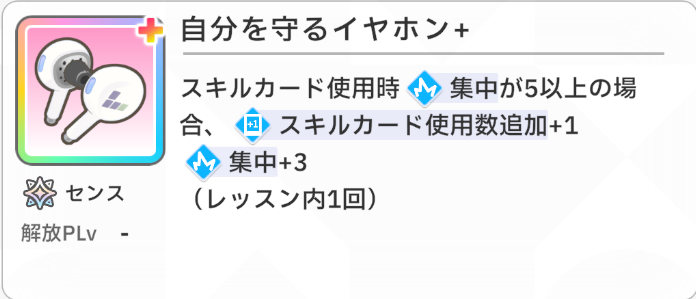 自分を守るイヤホン+
スキルカード使用時 集中が5以上の場
合、 +1 スキルカード使用数追加+1
集中+3
（レッスン内1回）
センス
解放PLv -